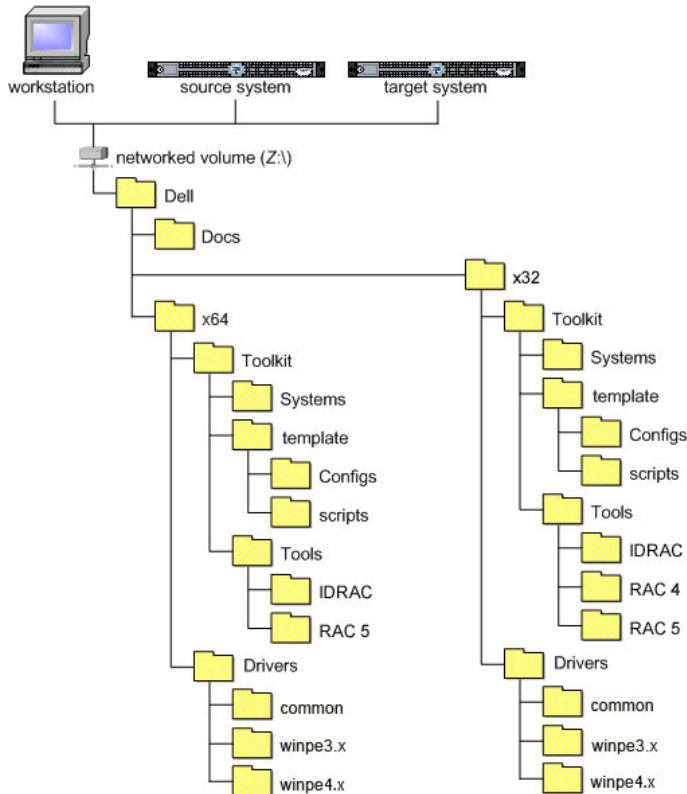 workstation
source system
target system
networked volume (Z:\)
Dell
Docs
x64
Toolkit
Systems
template
Configs
scripts
Tools
IDRAC
RAC 5
Drivers
common
winpe3.x
winpe4.x
x32
Toolkit
Systems
template
Configs
scripts
Tools
IDRAC
RAC 4
RAC 5
Drivers
common
winpe3.x
winpe4.x